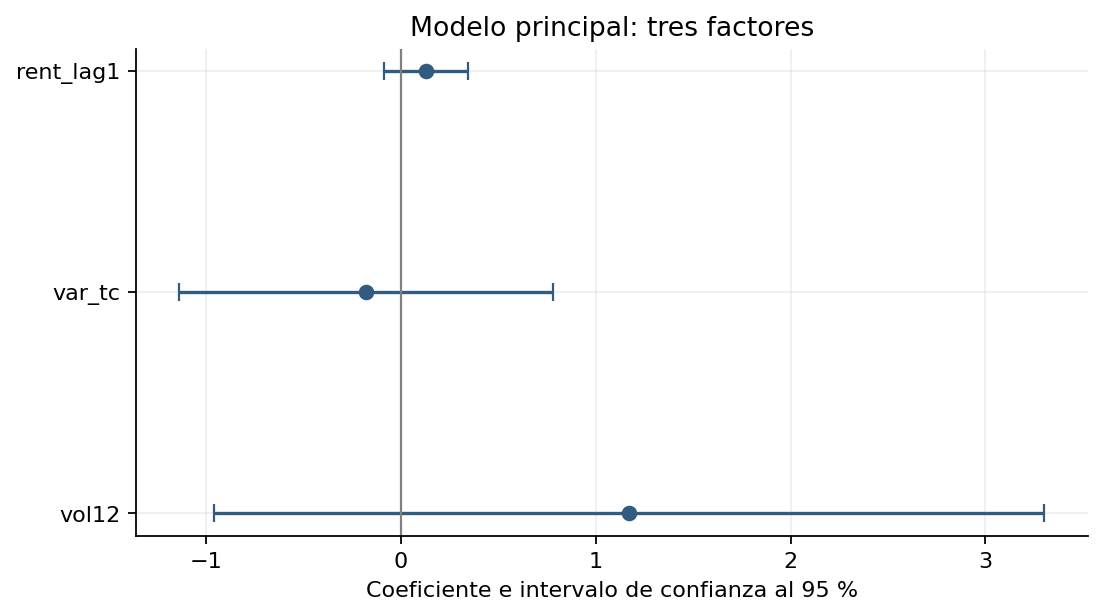 Modelo principal: tres factores
rent_lag1
var_tc
vol12
−1 0 1 2 3
Coeficiente e intervalo de confianza al 95 %